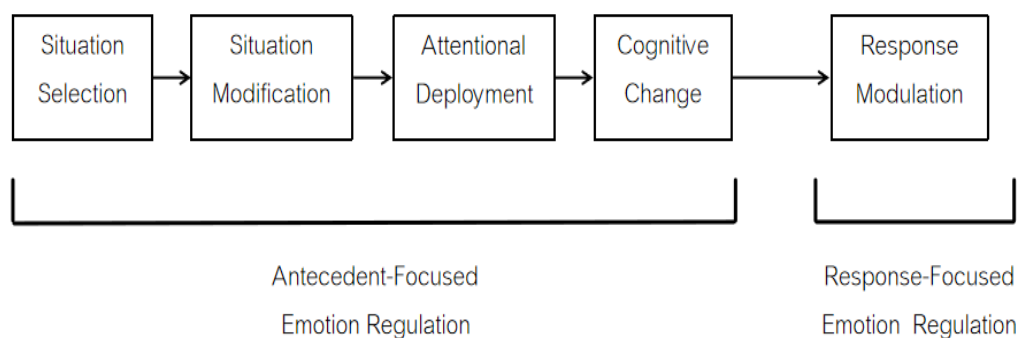 Situation
Selection
Situation
Modification
Attentional
Deployment
Cognitive
Change
Response
Modulation
Antecedent-Focused
Emotion Regulation
Response-Focused
Emotion Regulation